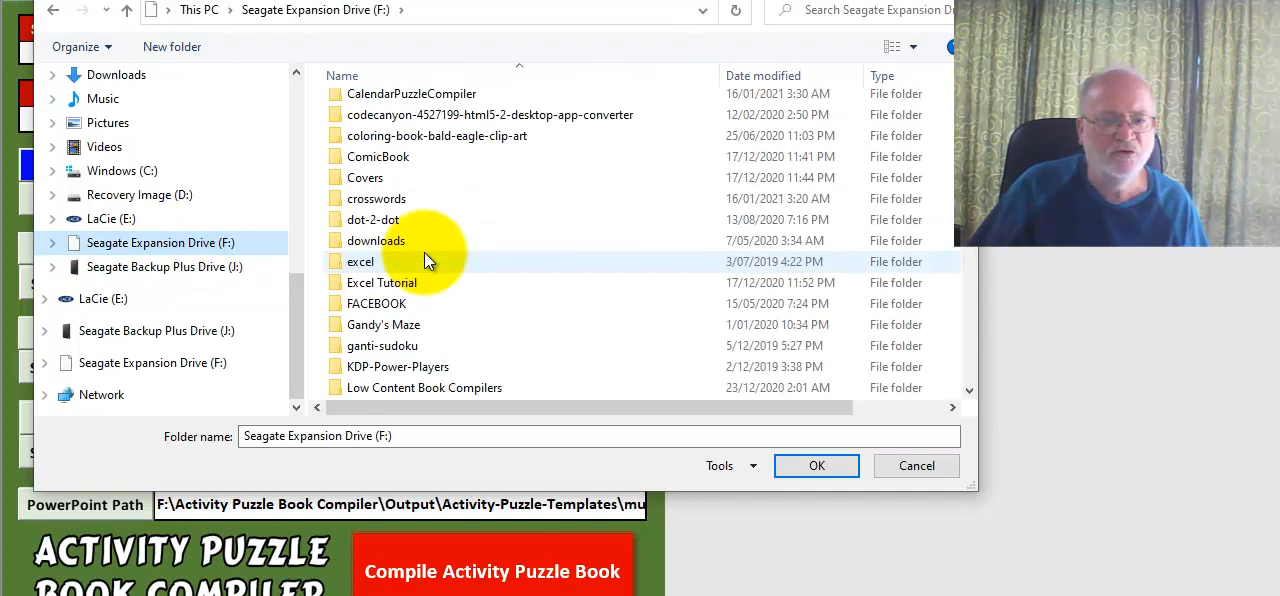 This PC > Seagate Expansion Drive (F:) >
Search Seagate Expansion Dr
Organize
New folder
Downloads
Music
Pictures
Videos
Windows (C:)
Recovery Image (D:)
LaCie (E:)
Seagate Expansion Drive (F:)
Seagate Backup Plus Drive (J:)
LaCie (E:)
Seagate Backup Plus Drive (J:)
Seagate Expansion Drive (F:)
Network
Name Date modified Type
CalendarPuzzleCompiler 16/01/2021 3:30 AM File folder
codecanyon-4527199-html5-2-desktop-app-converter 12/02/2020 2:50 PM File folder
coloring-book-bald-eagle-clip-art 25/06/2020 11:03 PM File folder
ComicBook 17/12/2020 11:41 PM File folder
Covers 17/12/2020 11:44 PM File folder
crosswords 16/01/2021 3:20 AM File folder
dot-2-dot 13/08/2020 7:16 PM File folder
downloads 7/05/2020 3:34 AM File folder
excel 3/07/2019 4:22 PM File folder
Excel Tutorial 17/12/2020 11:52 PM File folder
FACEBOOK 15/05/2020 7:24 PM File folder
Gandy's Maze 1/01/2020 10:34 PM File folder
ganti-sudoku 5/12/2019 5:27 PM File folder
KDP-Power-Players 2/12/2019 3:38 PM File folder
Low Content Book Compilers 23/12/2020 2:01 AM File folder
Folder name: Seagate Expansion Drive (F:)
Tools OK Cancel
PowerPoint Path F:\Activity Puzzle Book Compiler\Output\Activity-Puzzle-Templates\mu
ACTIVITY PUZZLE
BOOK COMPILER
Compile Activity Puzzle Book